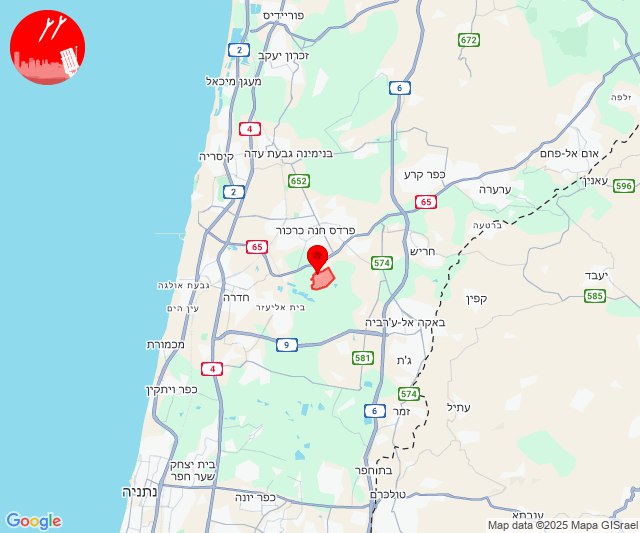 פוריידיס
2
672
זכרון יעקב
מעגן מיכאל
6
זלפה
4
בנימינה גבעת עדה
קיסריה
אום אל-פחם
כפר קרע
652
עאנין
596
ערערה
2
65
ברטעה
פרדס חנה כרכור
65
חריש
574
יעבד
גבעת אולגה
585
חדרה
קפין
עין הים
בית אליעזר
באקה אל-ע'רביה
מכמורת
9
581
ג'ת
4
כפר ויתקין
574
עתיל
6
זמר
בית יצחק
שער חפר
בתוחפר
נתניה
כפר יונה
טולכרם
ענבתא
Google
Map data ©2025 Mapa GISrael